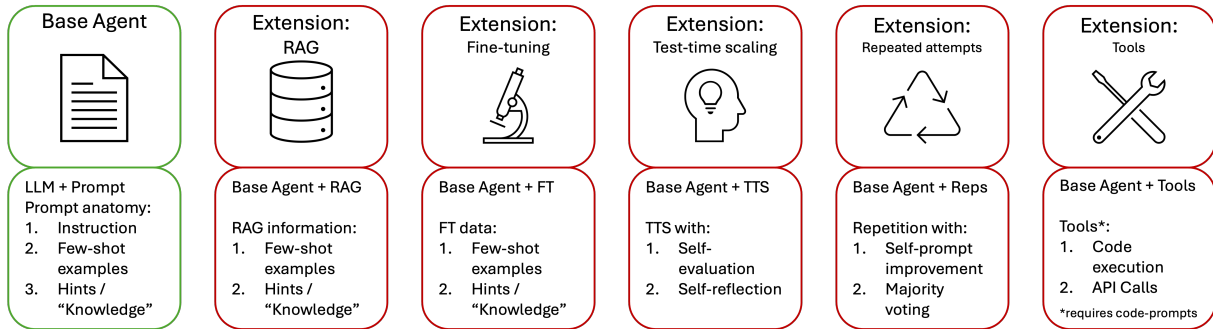 Base Agent
LLM + Prompt
Prompt anatomy:
1. Instruction
2. Few-shot
examples
3. Hints /
“Knowledge”
Extension:
RAG
Base Agent + RAG
RAG information:
1. Few-shot
examples
2. Hints /
“Knowledge”
Extension:
Fine-tuning
Base Agent + FT
FT data:
1. Few-shot
examples
2. Hints /
“Knowledge”
Extension:
Test-time scaling
Base Agent + TTS
TTS with:
1. Self-
evaluation
2. Self-reflection
Extension:
Repeated attempts
Base Agent + Reps
Repetition with:
1. Self-prompt
improvement
2. Majority
voting
Extension:
Tools
Base Agent + Tools
Tools*:
1. Code
execution
2. API Calls
*requires code-prompts